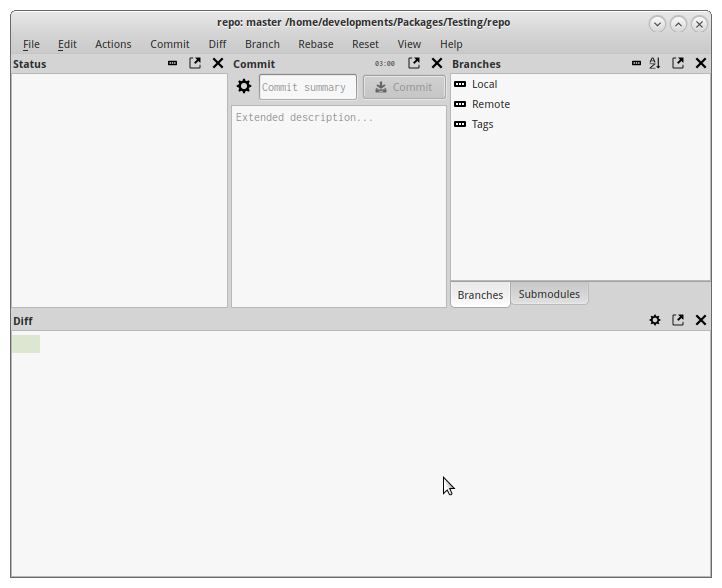 repo: master /home/developments/Packages/Testing/repo
File Edit Actions Commit Diff Branch Rebase Reset View Help
Status
Commit 03:00
Branches
Commit summary Commit
Extended description...
Local
Remote
Tags
Branches Submodules
Diff